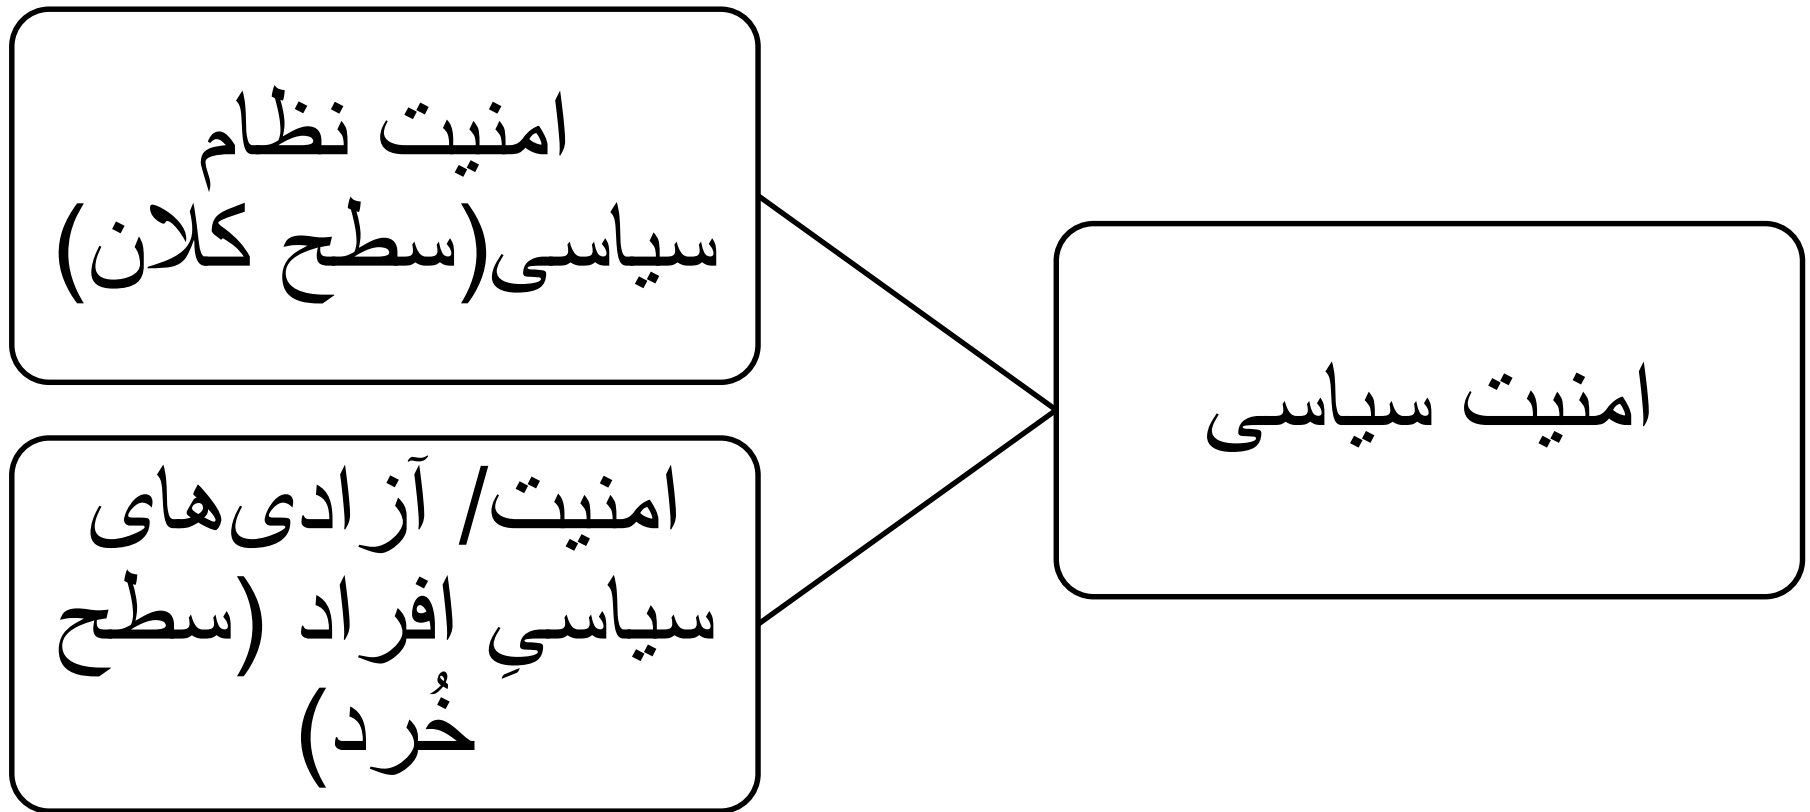 امنیت سیاسی
امنیت نظام
سیاسی(سطح کلان)
امنیت/ آزادی‌های
سیاسیِ افراد (سطح
خُرد)